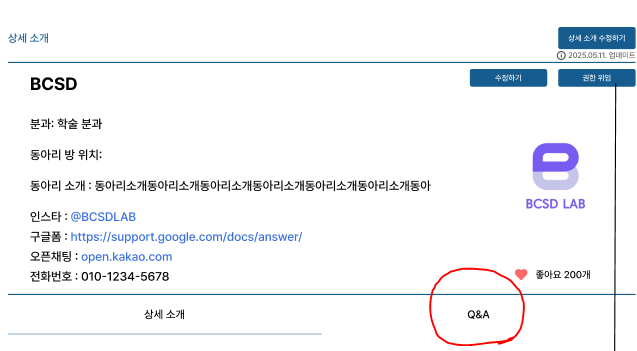 상세 소개
상세 소개 수정하기
2025.05.11. 업데이트
BCSD
수정하기
권한 위임
분과: 학술 분과
동아리 방 위치:
동아리 소개 : 동아리소개동아리소개동아리소개동아리소개동아리소개동아리소개동아
BCSD LAB
인스타 : @BCSDLAB
구글폼 : https://support.google.com/docs/answer/
오픈채팅 : open.kakao.com
전화번호 : 010-1234-5678
좋아요 200개
상세 소개
Q&A